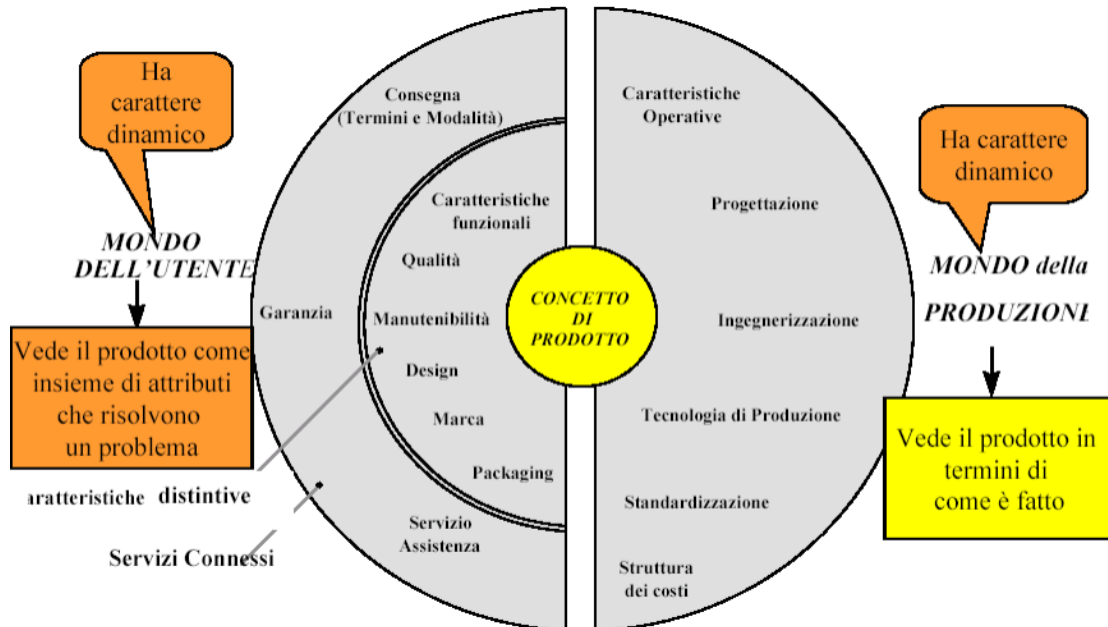 Ha
carattere
dinamico
MONDO
DELL'UTENTE
Vede il prodotto come
insieme di attributi
che risolvono
un problema
aratteristiche distintive
Servizi Connessi
Consegna
(Termini e Modalità)
Caratteristiche
funzionali
Qualità
Garanzia
Manutenibilità
Design
Marca
Packaging
Servizio
Assistenza
CONCETTO
DI
PRODOTTO
Caratteristiche
Operative
Progettazione
Ingegnerizzazione
Tecnologia di Produzione
Standardizzazione
Struttura
dei costi
Ha carattere
dinamico
MONDO della
PRODUZIONE
Vede il prodotto in
termini di
come è fatto